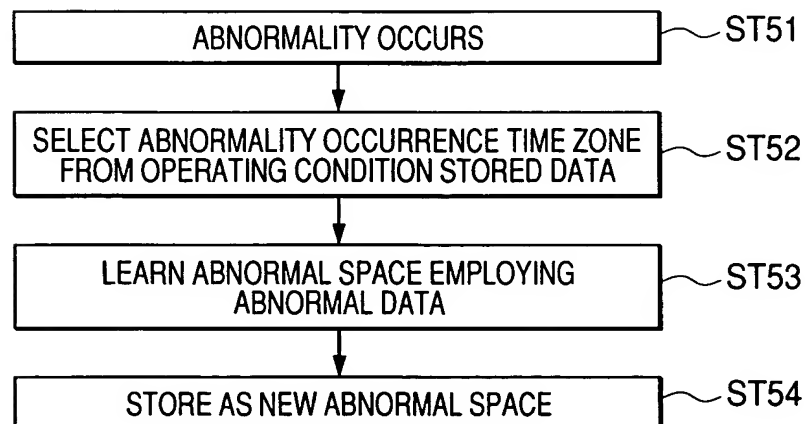 ABNORMALITY OCCURS
ST51
SELECT ABNORMALITY OCCURRENCE TIME ZONE
FROM OPERATING CONDITION STORED DATA
ST52
LEARN ABNORMAL SPACE EMPLOYING
ABNORMAL DATA
ST53
STORE AS NEW ABNORMAL SPACE
ST54